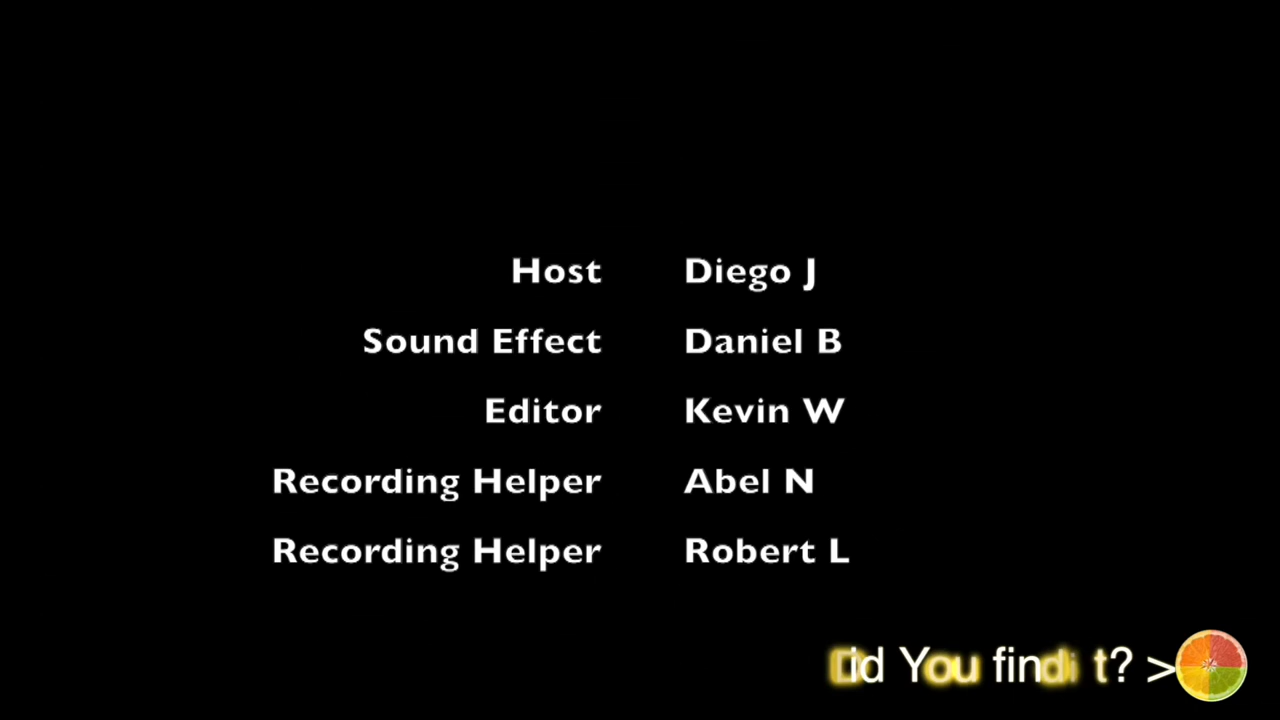 Host Diego J
Sound Effect Daniel B
Editor Kevin W
Recording Helper Abel N
Recording Helper Robert L
Did You find it? >